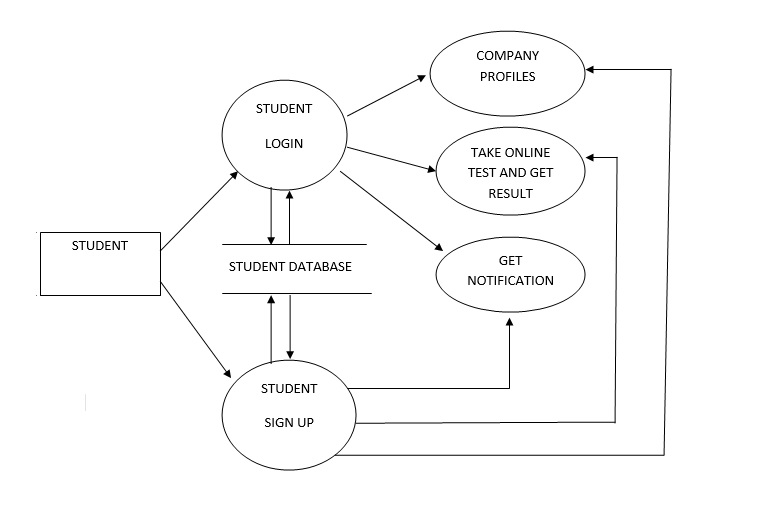 COMPANY
PROFILES
STUDENT
LOGIN
TAKE ONLINE
TEST AND GET
RESULT
STUDENT
STUDENT DATABASE
GET
NOTIFICATION
STUDENT
SIGN UP